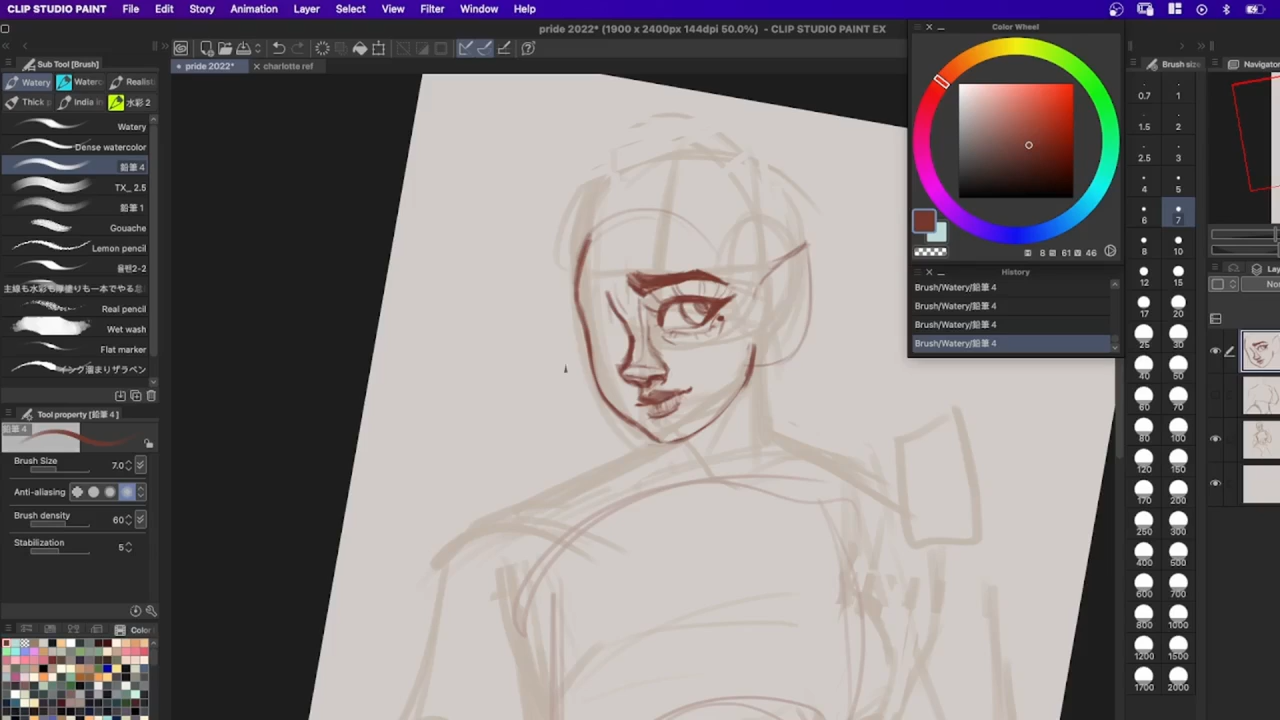 CLIP STUDIO PAINT File Edit Story Animation Layer Select View Filter Window Help
pride 2022* (1900 x 2400px 144dpi 50.0%) - CLIP STUDIO PAINT EX
Color Wheel
Sub Tool [Brush]
pride 2022* charlotte ref
Brush size
Navigator
Watery Waterc Realist
Thick p India in 水彩 2
Watery
Dense watercolor
鉛筆 4
TX_ 2.5
鉛筆 1
Gouache
Lemon pencil
Real pencil
Wet wash
Flat marker
Tool property [鉛筆 4]
鉛筆 4
Brush Size 7.0
Anti-aliasing
Brush density 60
Stabilization 5
Color
8 61 46
History
Brush/Watery/鉛筆 4
Brush/Watery/鉛筆 4
Brush/Watery/鉛筆 4
Brush/Watery/鉛筆 4
0.7 1
1.5 2
2.5 3
4 5
6 7
8 10
12 15
17 20
25 30
40 50
60 70
80 100
120 150
170 200
250 300
400 500
600 700
800 1000
1200 1500
1700 2000
Lay
No